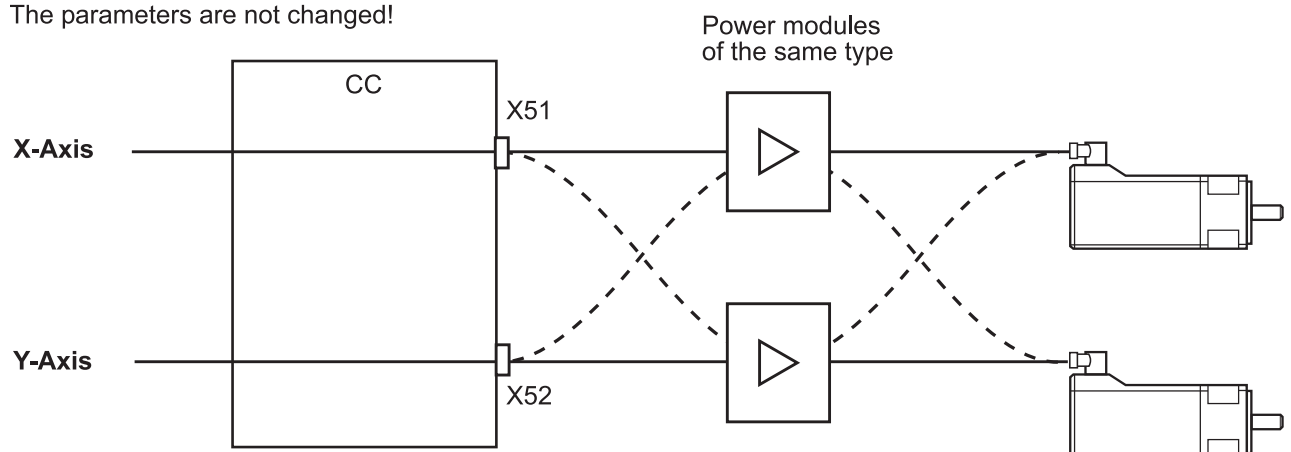 The parameters are not changed!
Power modules
of the same type
CC
X51
X-Axis
Y-Axis
X52